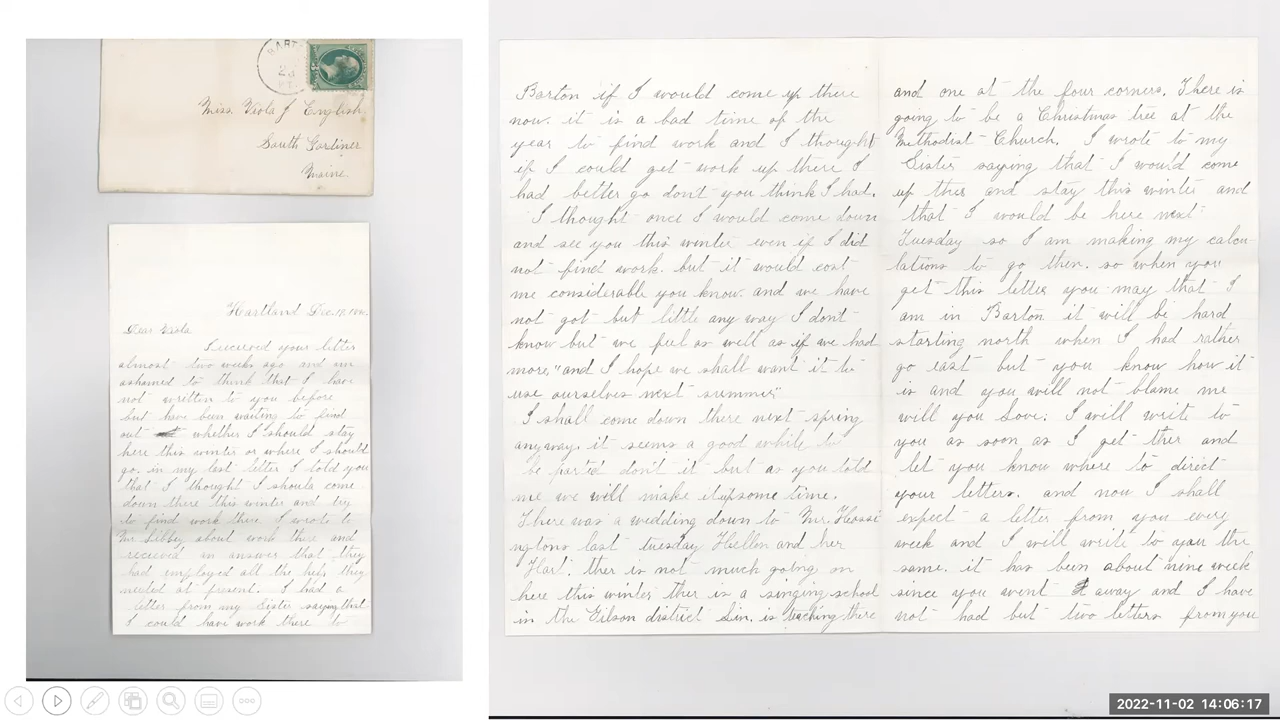 HART
Miss Viola J English
South Gardiner
Maine.
Hartland Dec. 19, 
Dear Viola
I received your letter
almost two weeks ago and am
ashamed to think that I have
not written to you before
but have been waiting to find
out whether I should stay
here this winter or where I should
go. in my last letter I told you
that I thought I should come
down there this winter and try
to find work there I wrote to
Mr Libby about work there and
received an answer that they
had employed all the help they
needed at present. I had a
letter from my Sister saying that
I could have work there to
Barton if I would come up there
now. it is a bad time of the
year to find work and I thought
if I could get work up there I
had better go don't you think I had.
I thought once I would come down
and see you this winter even if I did
not find work. but it would cost
me considerable you know. and we have
not got but little any way I don't
know but we feel as well as if we had
more," and I hope we shall want it to
use ourselves next summer"
I shall come down there next spring
anyway. it seems a good while to
be parted don't it but as you told
me we will make it up some time.
There was a wedding down to Mr. Hessi
ngtons last tuesday Hellen and her
Hart. ther is not much going on
here this winter ther is a singing school
in the Gilson district Lin. is teaching there
and one at the four corners. There is
going to be a Christmas tree at the
Methodist Church. I wrote to my
Sister saying that I would come
up ther and stay this winter and
that I would be here next
Tuesday so I am making my calcu-
lations to go then. so when you
get this letter you may that I
am in Barton it will be hard
starting north when I had rather
go east but you know how it
is and you will not blame me
will you love. I will write to
you as soon as I get ther and
let you know where to direct
your letters. and now I shall
expect a letter from you every
week and I will write to you the
same. it has been about nine week
since you went away and I have
not had but two letters from you
2022-11-02 14:06:17